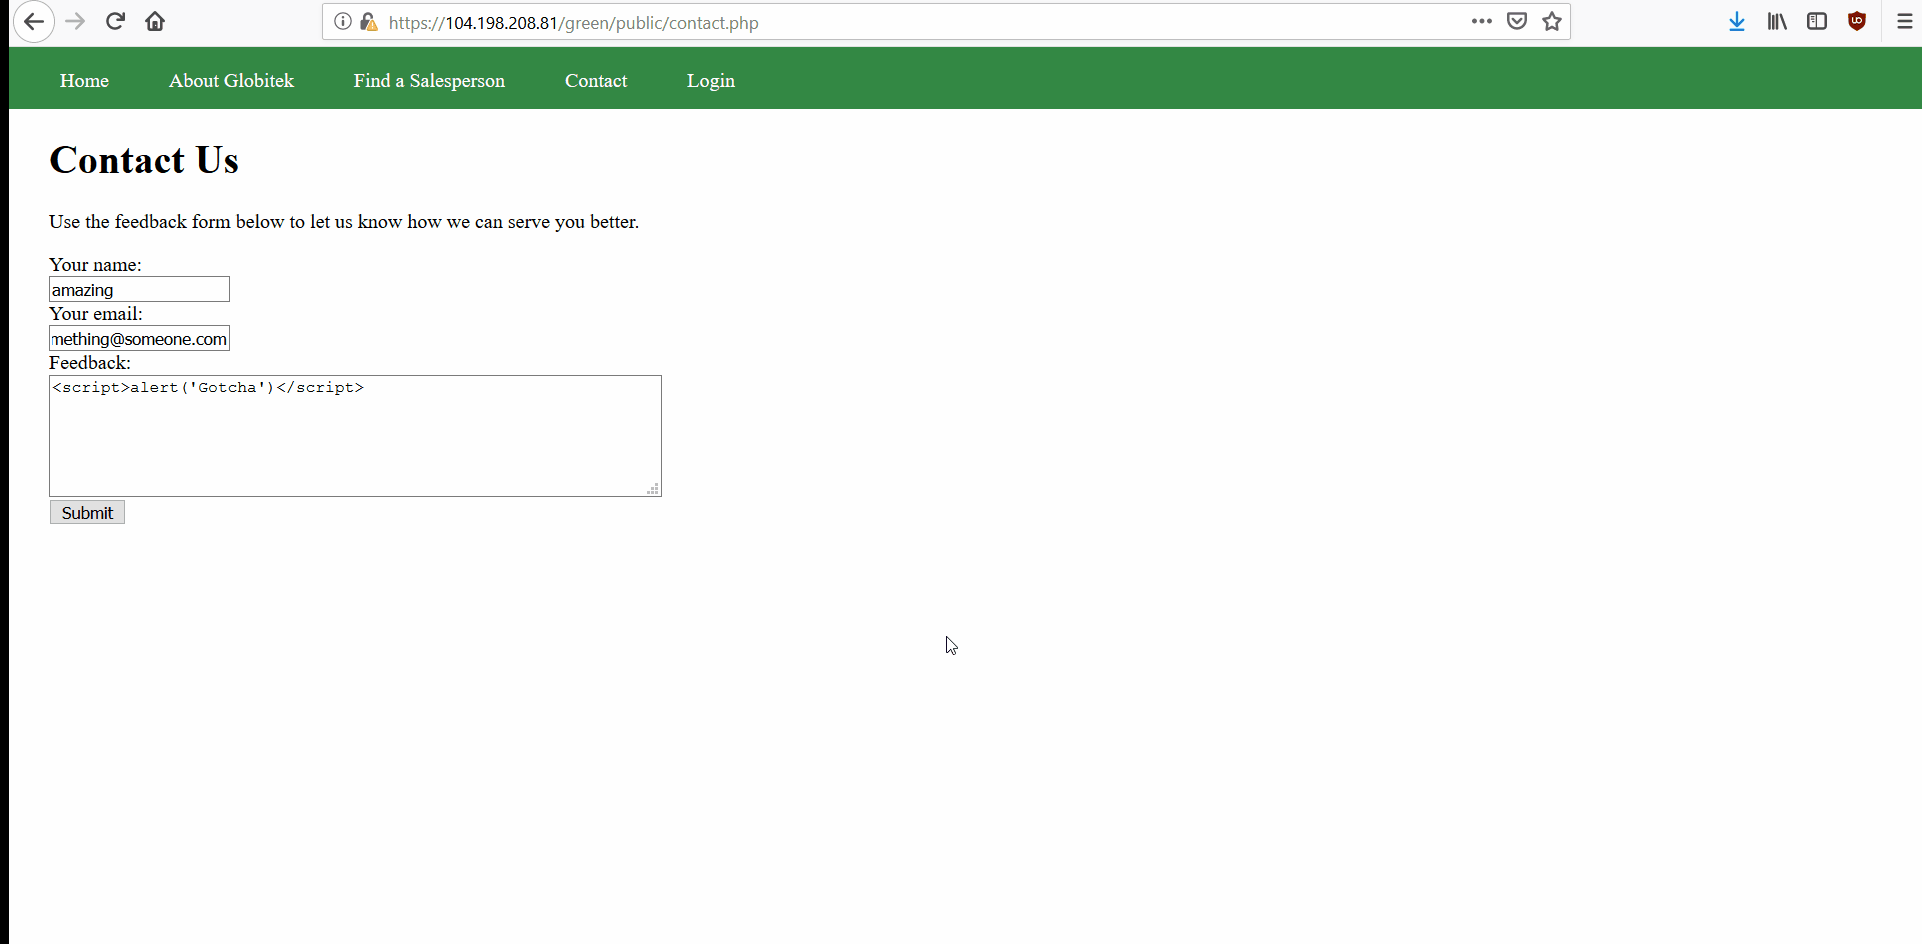 https://104.198.208.81/green/public/contact.php
Home About Globitek Find a Salesperson Contact Login
Contact Us
Use the feedback form below to let us know how we can serve you better.
Your name:
amazing
Your email:
mething@someone.com
Feedback:
<script>alert('Gotcha')</script>
Submit